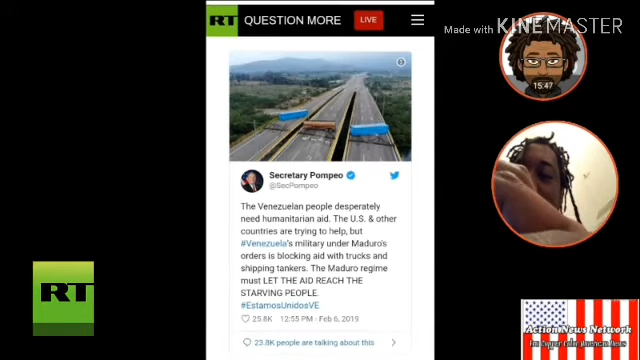 RT QUESTION MORE LIVE
Made with KINEMASTER
15:47
Secretary Pompeo
@SecPompeo
The Venezuelan people desperately
need humanitarian aid. The U.S. & other
countries are trying to help, but
#Venezuela's military under Maduro's
orders is blocking aid with trucks and
shipping tankers. The Maduro regime
must LET THE AID REACH THE
STARVING PEOPLE.
#EstamosUnidosVE
25.8K 12:55 PM - Feb 6, 2019
23.8K people are talking about this
RT
Action News Network